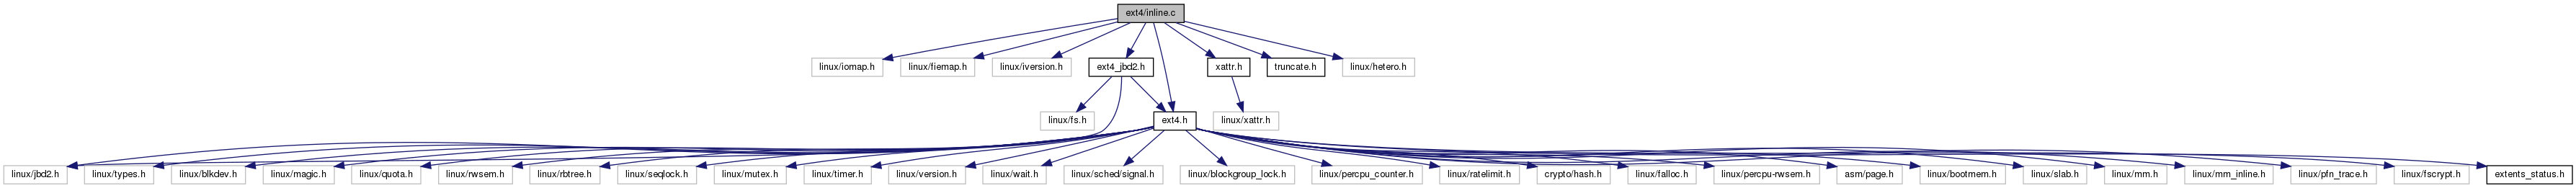 ext4/inline.c
linux/iomap.h
linux/fiemap.h
linux/iversion.h
ext4_jbd2.h
xattr.h
truncate.h
linux/hetero.h
linux/fs.h
ext4.h
linux/xattr.h
linux/jbd2.h
linux/types.h
linux/blkdev.h
linux/magic.h
linux/quota.h
linux/rwsem.h
linux/rbtree.h
linux/seqlock.h
linux/mutex.h
linux/timer.h
linux/version.h
linux/wait.h
linux/sched/signal.h
linux/blockgroup_lock.h
linux/percpu_counter.h
linux/ratelimit.h
crypto/hash.h
linux/falloc.h
linux/percpu-rwsem.h
asm/page.h
linux/bootmem.h
linux/slab.h
linux/mm.h
linux/mm_inline.h
linux/pfn_trace.h
linux/fscrypt.h
extents_status.h